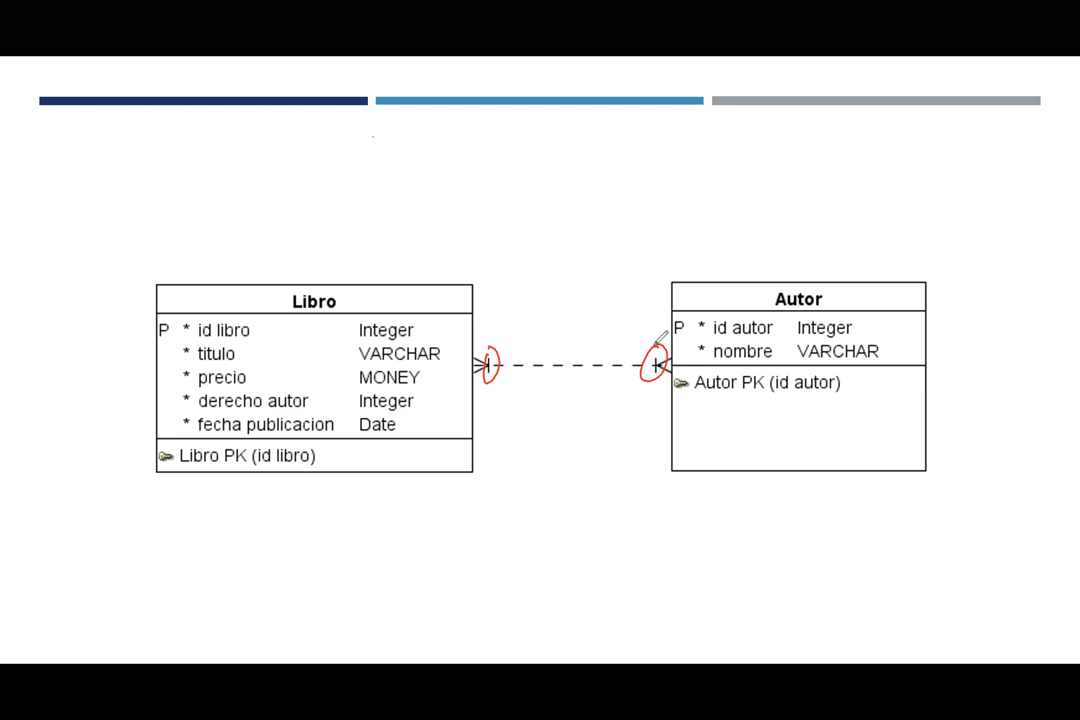 Libro
P * id libro Integer
* titulo VARCHAR
* precio MONEY
* derecho autor Integer
* fecha publicacion Date
Libro PK (id libro)
Autor
P * id autor Integer
* nombre VARCHAR
Autor PK (id autor)